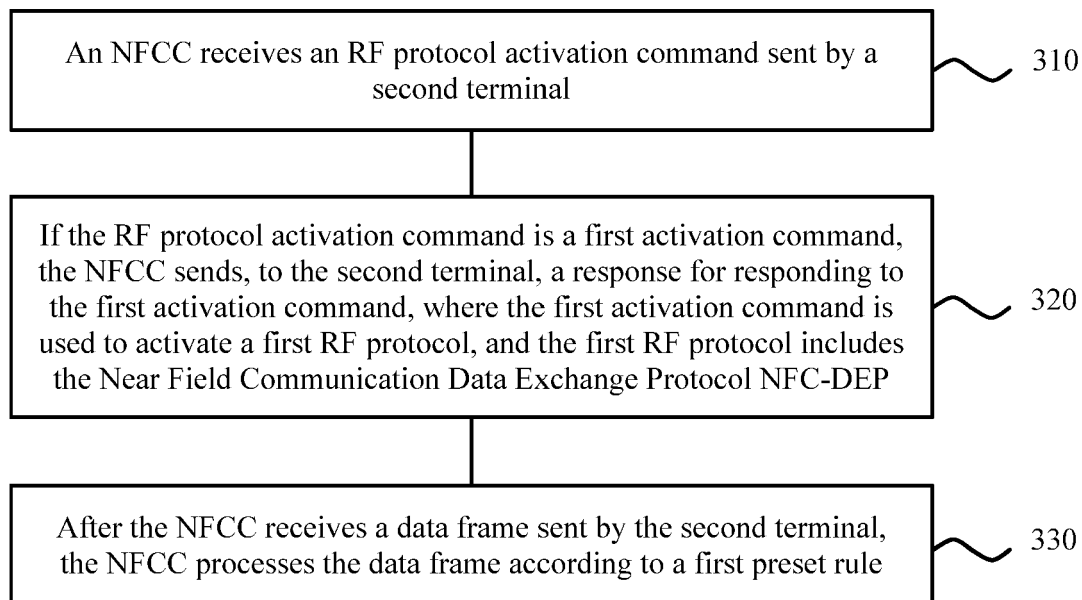 An NFCC receives an RF protocol activation command sent by a
second terminal
310
If the RF protocol activation command is a first activation command,
the NFCC sends, to the second terminal, a response for responding to
the first activation command, where the first activation command is
used to activate a first RF protocol, and the first RF protocol includes
the Near Field Communication Data Exchange Protocol NFC-DEP
320
After the NFCC receives a data frame sent by the second terminal,
the NFCC processes the data frame according to a first preset rule
330